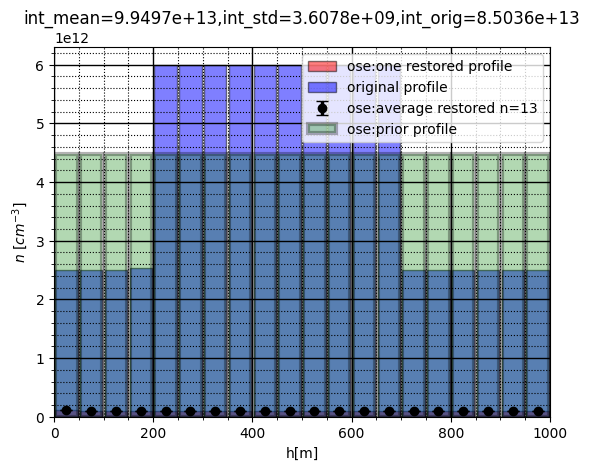 int_mean=9.9497e+13,int_std=3.6078e+09,int_orig=8.5036e+13
1e12
ose:one restored profile
original profile
ose:average restored n=13
ose:prior profile
6
5
4
3
2
1
0
n [cm⁻³]
0 200 400 600 800 1000
h[m]